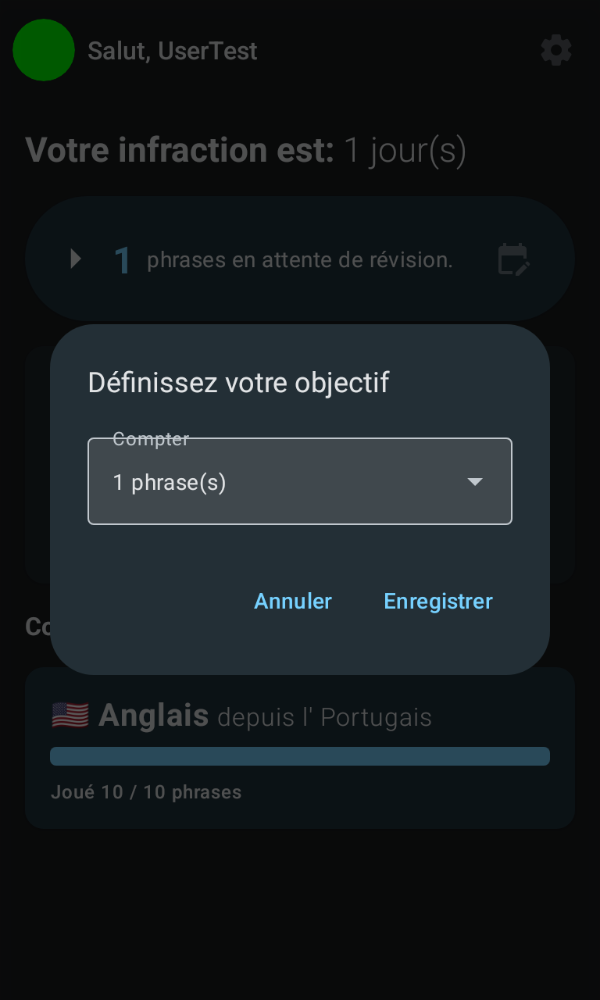 Salut, UserTest
Votre infraction est: 1 jour(s)
1 phrases en attente de révision.
Définissez votre objectif
Compter
1 phrase(s)
Annuler Enregistrer
Co
Anglais depuis l' Portugais
Joué 10 / 10 phrases